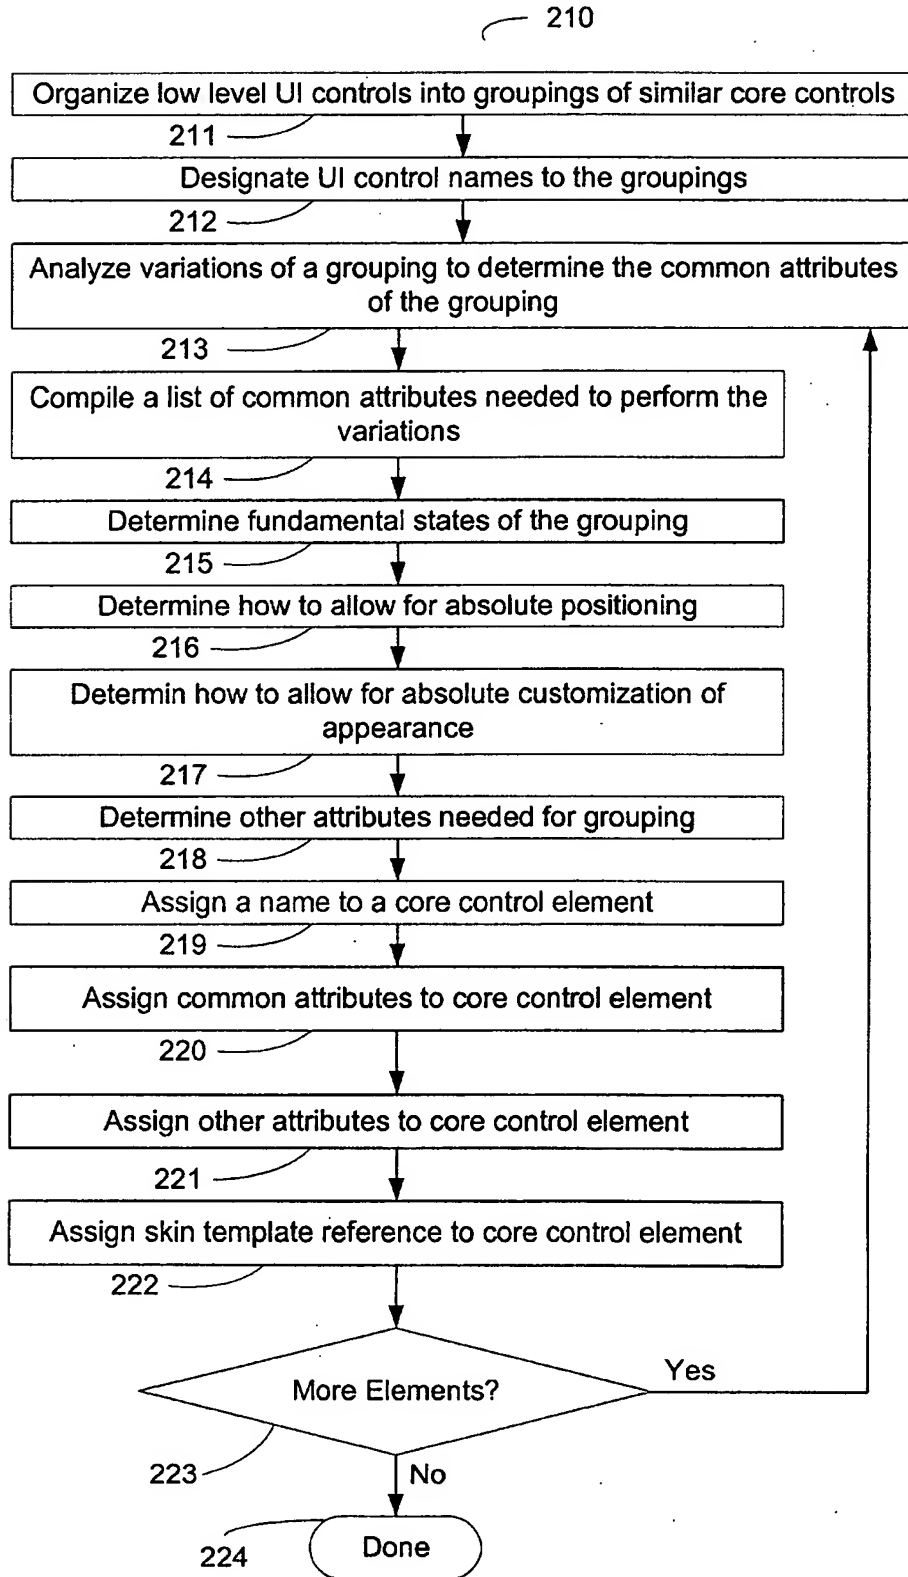 210
Organize low level UI controls into groupings of similar core controls
211
Designate UI control names to the groupings
212
Analyze variations of a grouping to determine the common attributes
of the grouping
213
Compile a list of common attributes needed to perform the
variations
214
Determine fundamental states of the grouping
215
Determine how to allow for absolute positioning
216
Determin how to allow for absolute customization of
appearance
217
Determine other attributes needed for grouping
218
Assign a name to a core control element
219
Assign common attributes to core control element
220
Assign other attributes to core control element
221
Assign skin template reference to core control element
222
More Elements?
Yes
223
No
Done
224